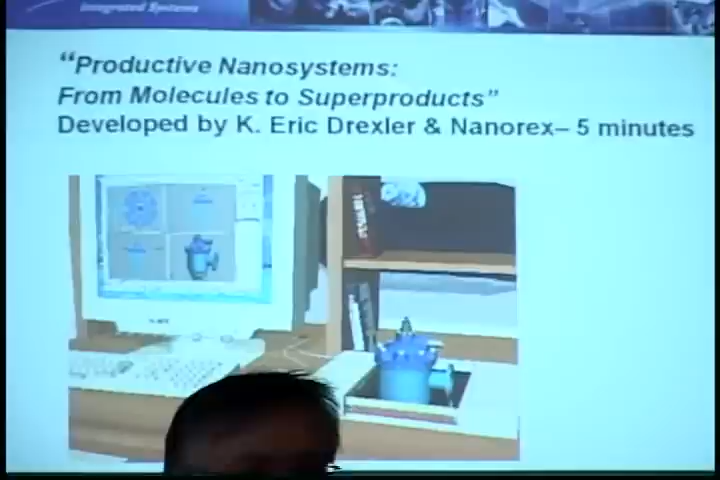 Integrated Systems
“Productive Nanosystems:
From Molecules to Superproducts”
Developed by K. Eric Drexler & Nanorex– 5 minutes